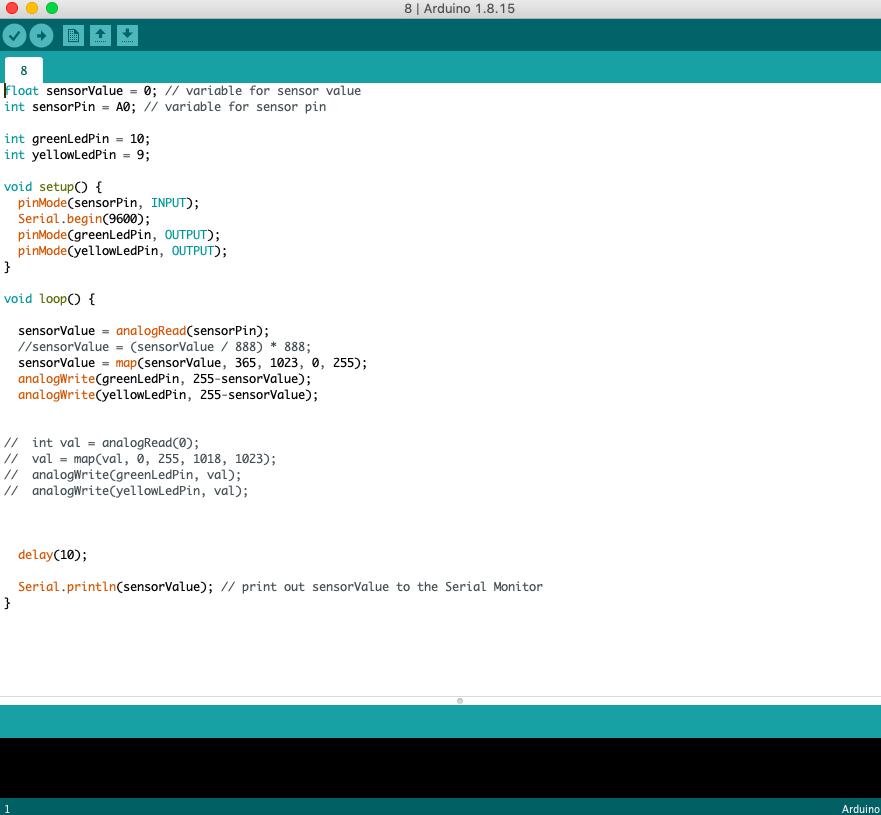 8 | Arduino 1.8.15
8
float sensorValue = 0; // variable for sensor value
int sensorPin = A0; // variable for sensor pin
int greenLedPin = 10;
int yellowLedPin = 9;
void setup() {
pinMode(sensorPin, INPUT);
Serial.begin(9600);
pinMode(greenLedPin, OUTPUT);
pinMode(yellowLedPin, OUTPUT);
}
void loop() {
sensorValue = analogRead(sensorPin);
//sensorValue = (sensorValue / 888) * 888;
sensorValue = map(sensorValue, 365, 1023, 0, 255);
analogWrite(greenLedPin, 255-sensorValue);
analogWrite(yellowLedPin, 255-sensorValue);
//  int val = analogRead(0);
//  val = map(val, 0, 255, 1018, 1023);
//  analogWrite(greenLedPin, val);
//  analogWrite(yellowLedPin, val);
delay(10);
Serial.println(sensorValue); // print out sensorValue to the Serial Monitor
}
1
Arduino